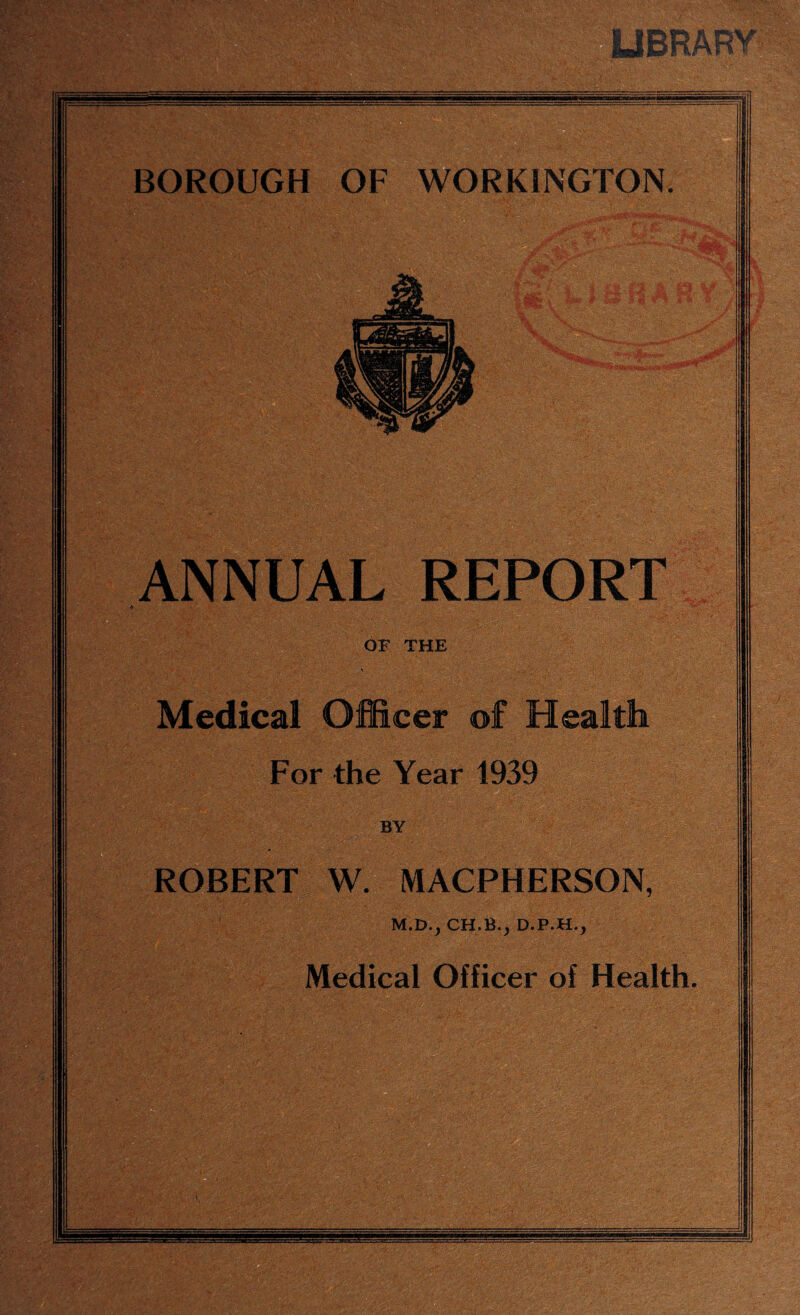 LIBRARY
BOROUGH OF WORKINGTON.
LIBRARY
ANNUAL REPORT
OF THE
Medical Officer of Health
For the Year 1939
BY
ROBERT W. MACPHERSON,
M.D., CH.B., D.P.H.,
Medical Officer of Health.